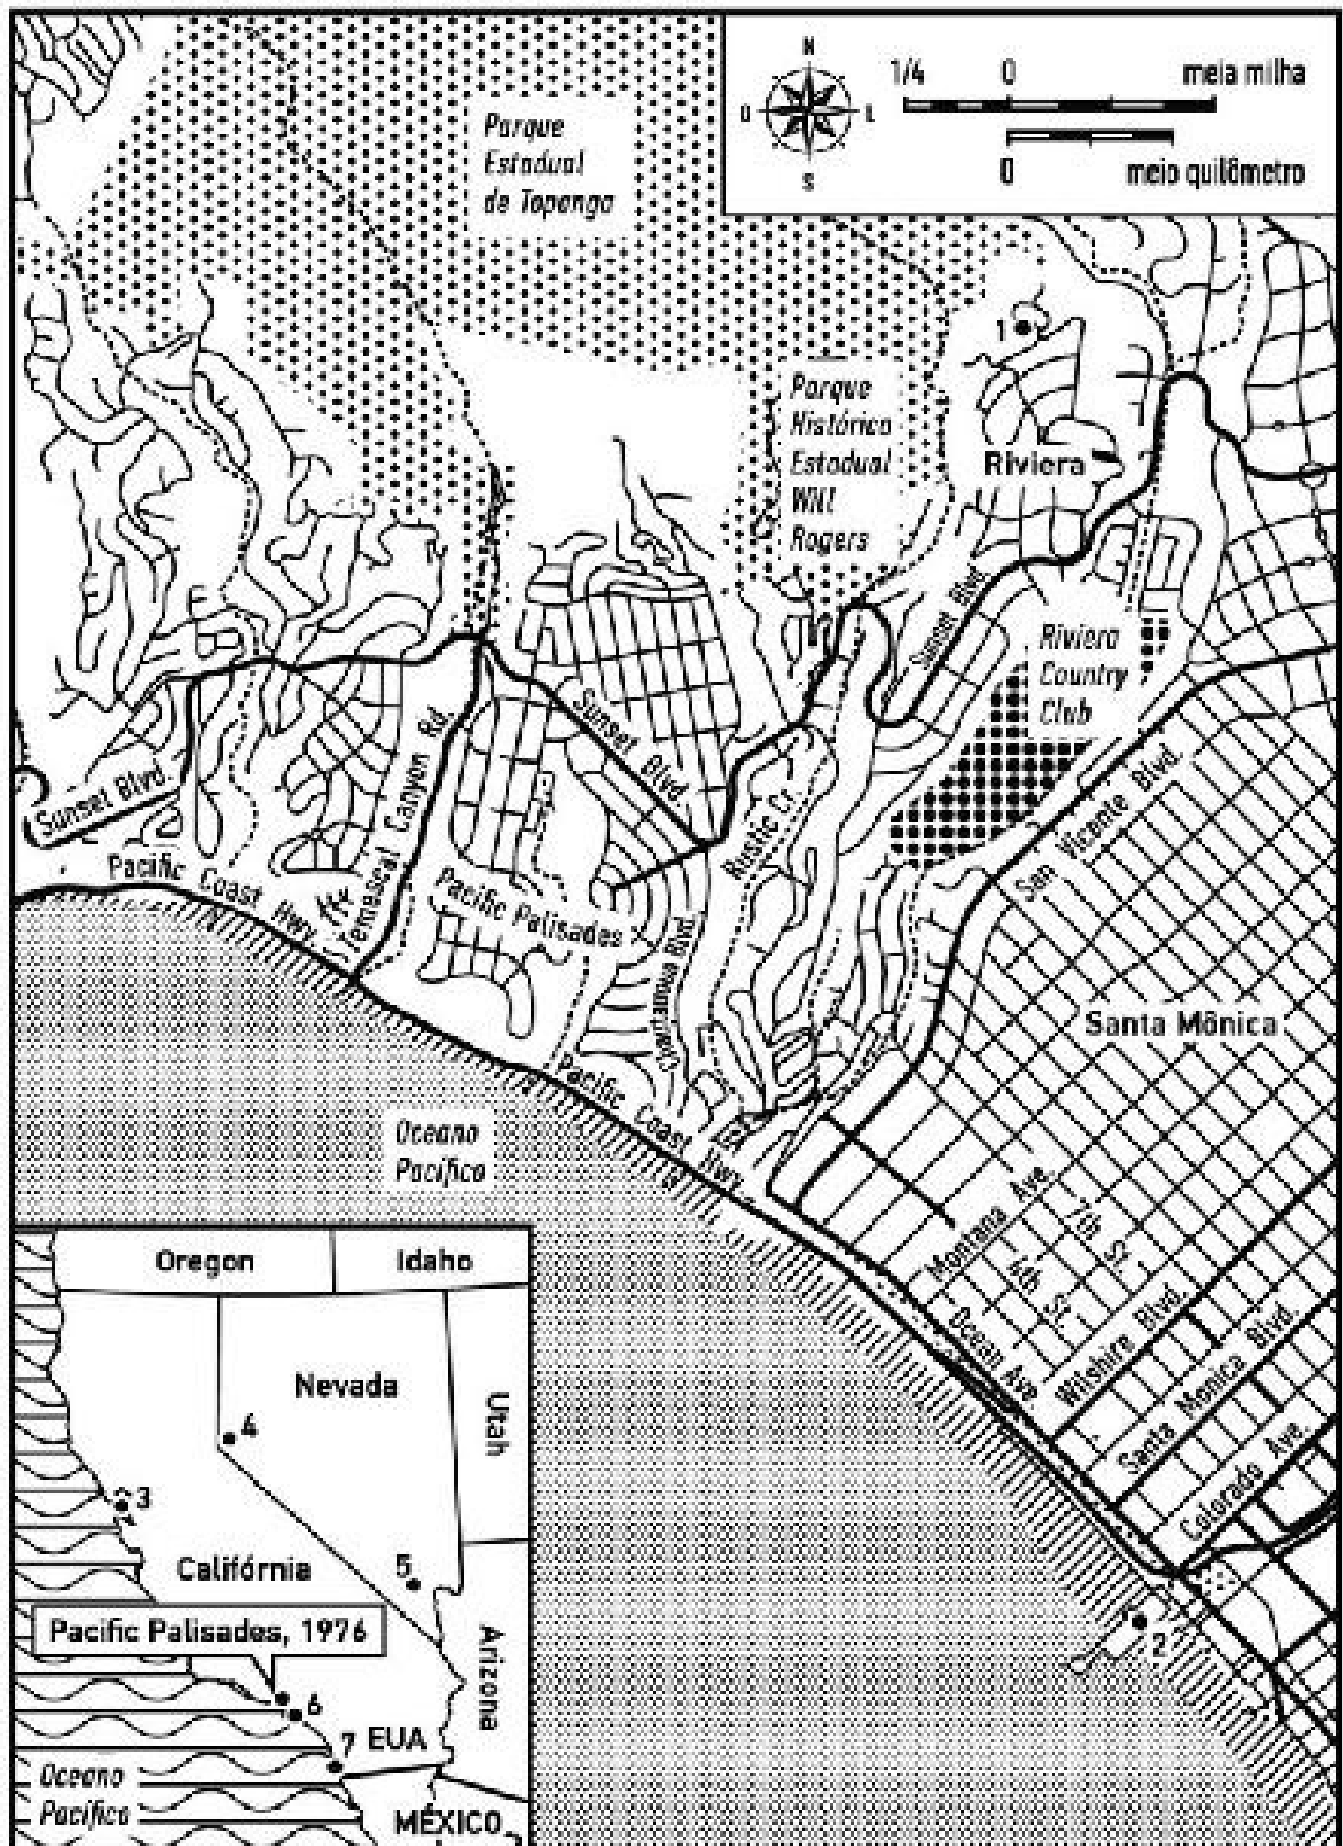 N
O
L
S
1/4
0
meia milha
0
meio quilômetro
Parque
Estadual
de Topanga
1
Parque
Histórico
Estadual
Will
Rogers
Riviera
Sunset Blvd.
Riviera
Country
Club
Sunset Blvd.
Sunset Blvd.
Temescal Canyon Rd.
Rustic Cr.
San Vicente Blvd.
Pacific Coast Hwy.
Pacific Palisades
Chautauqua Blvd.
Santa Mônica
Pacific Coast Hwy.
Oceano
Pacífico
Montana Ave.
7th St.
4th St.
Ocean Ave.
Wilshire Blvd.
Santa Monica Blvd.
Colorado Ave.
2
Oregon
Idaho
Nevada
Utah
4
3
Califórnia
5
Pacific Palisades, 1976
Arizona
6
7
EUA
Oceano
Pacífico
MÉXICO